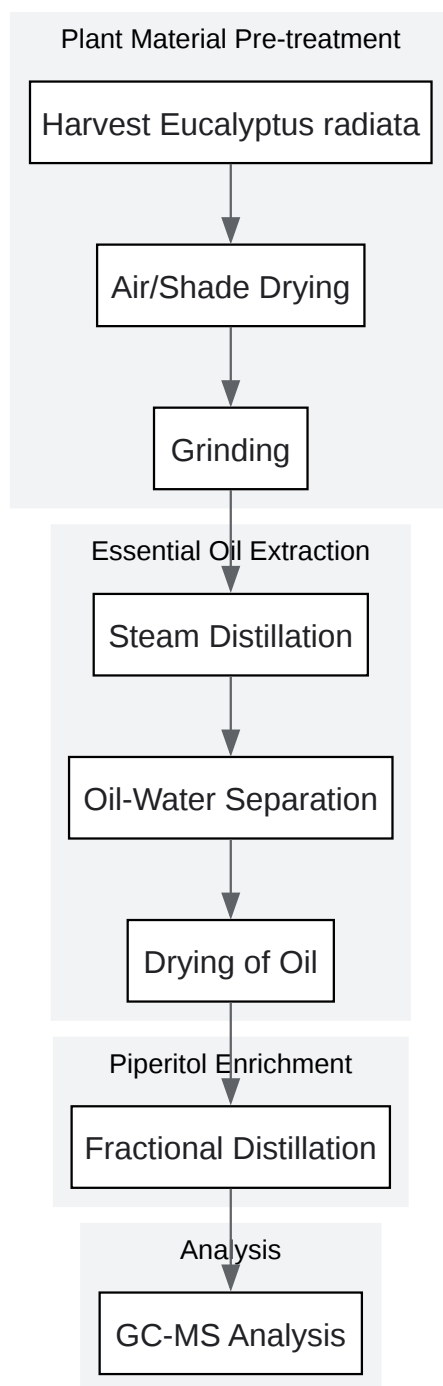 Plant Material Pre-treatment
Harvest Eucalyptus radiata
Air/Shade Drying
Grinding
Essential Oil Extraction
Steam Distillation
Oil-Water Separation
Drying of Oil
Piperitol Enrichment
Fractional Distillation
Analysis
GC-MS Analysis